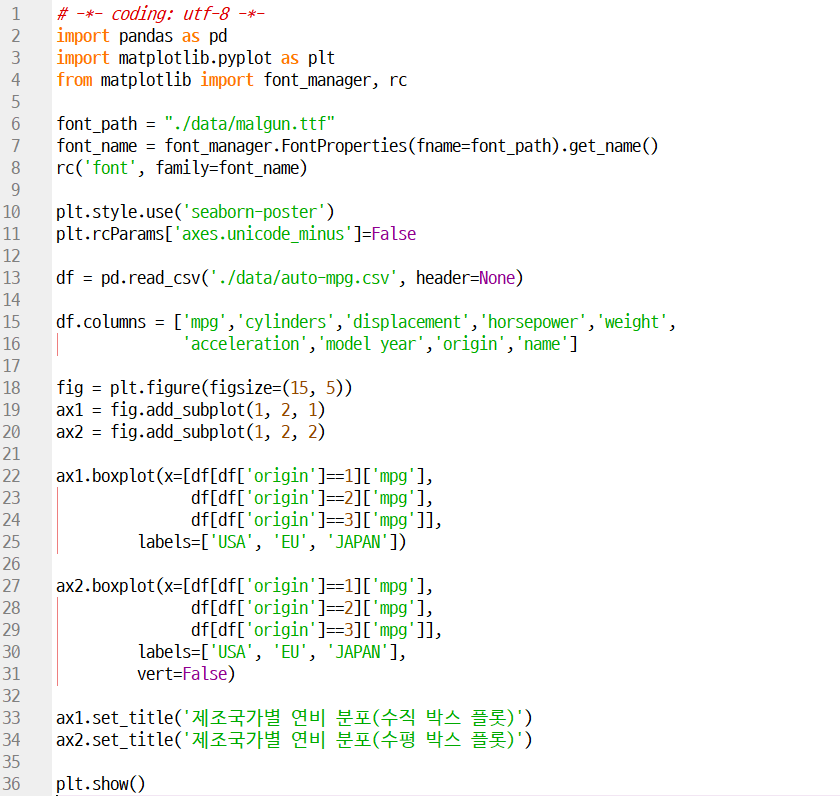 1 # -*- coding: utf-8 -*-
2 import pandas as pd
3 import matplotlib.pyplot as plt
4 from matplotlib import font_manager, rc
5
6 font_path = "./data/malgun.ttf"
7 font_name = font_manager.FontProperties(fname=font_path).get_name()
8 rc('font', family=font_name)
9
10 plt.style.use('seaborn-poster')
11 plt.rcParams['axes.unicode_minus']=False
12
13 df = pd.read_csv('./data/auto-mpg.csv', header=None)
14
15 df.columns = ['mpg','cylinders','displacement','horsepower','weight',
16 'acceleration','model year','origin','name']
17
18 fig = plt.figure(figsize=(15, 5))
19 ax1 = fig.add_subplot(1, 2, 1)
20 ax2 = fig.add_subplot(1, 2, 2)
21
22 ax1.boxplot(x=[df[df['origin']==1]['mpg'],
23 df[df['origin']==2]['mpg'],
24 df[df['origin']==3]['mpg']],
25 labels=['USA', 'EU', 'JAPAN'])
26
27 ax2.boxplot(x=[df[df['origin']==1]['mpg'],
28 df[df['origin']==2]['mpg'],
29 df[df['origin']==3]['mpg']],
30 labels=['USA', 'EU', 'JAPAN'],
31 vert=False)
32
33 ax1.set_title('제조국가별 연비 분포(수직 박스 플롯)')
34 ax2.set_title('제조국가별 연비 분포(수평 박스 플롯)')
35
36 plt.show()